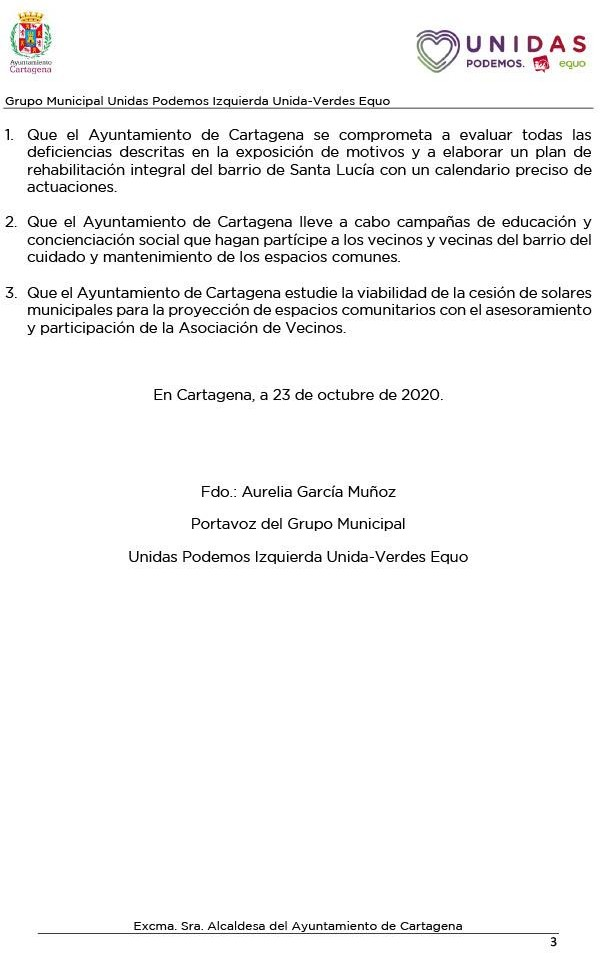 Ayuntamiento
Cartagena
UNIDAS
PODEMOS. equo
Grupo Municipal Unidas Podemos Izquierda Unida-Verdes Equo
1. Que el Ayuntamiento de Cartagena se comprometa a evaluar todas las
deficiencias descritas en la exposición de motivos y a elaborar un plan de
rehabilitación integral del barrio de Santa Lucía con un calendario preciso de
actuaciones.
2. Que el Ayuntamiento de Cartagena lleve a cabo campañas de educación y
concienciación social que hagan partícipe a los vecinos y vecinas del barrio del
cuidado y mantenimiento de los espacios comunes.
3. Que el Ayuntamiento de Cartagena estudie la viabilidad de la cesión de solares
municipales para la proyección de espacios comunitarios con el asesoramiento
y participación de la Asociación de Vecinos.
En Cartagena, a 23 de octubre de 2020.
Fdo.: Aurelia García Muñoz
Portavoz del Grupo Municipal
Unidas Podemos Izquierda Unida-Verdes Equo
Excma. Sra. Alcaldesa del Ayuntamiento de Cartagena
3